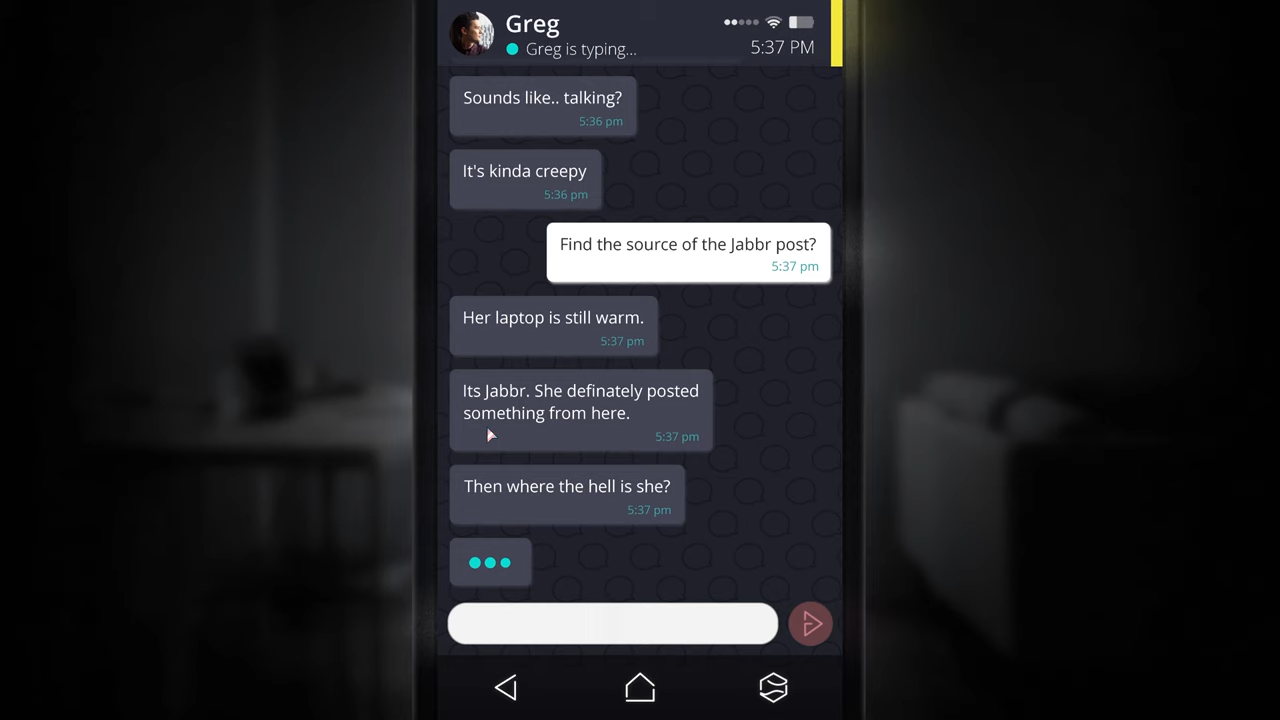 Greg
Greg is typing...
5:37 PM
Sounds like.. talking?
5:36 pm
It's kinda creepy
5:36 pm
Find the source of the Jabbr post?
5:37 pm
Her laptop is still warm.
5:37 pm
Its Jabbr. She definately posted
something from here.
5:37 pm
Then where the hell is she?
5:37 pm